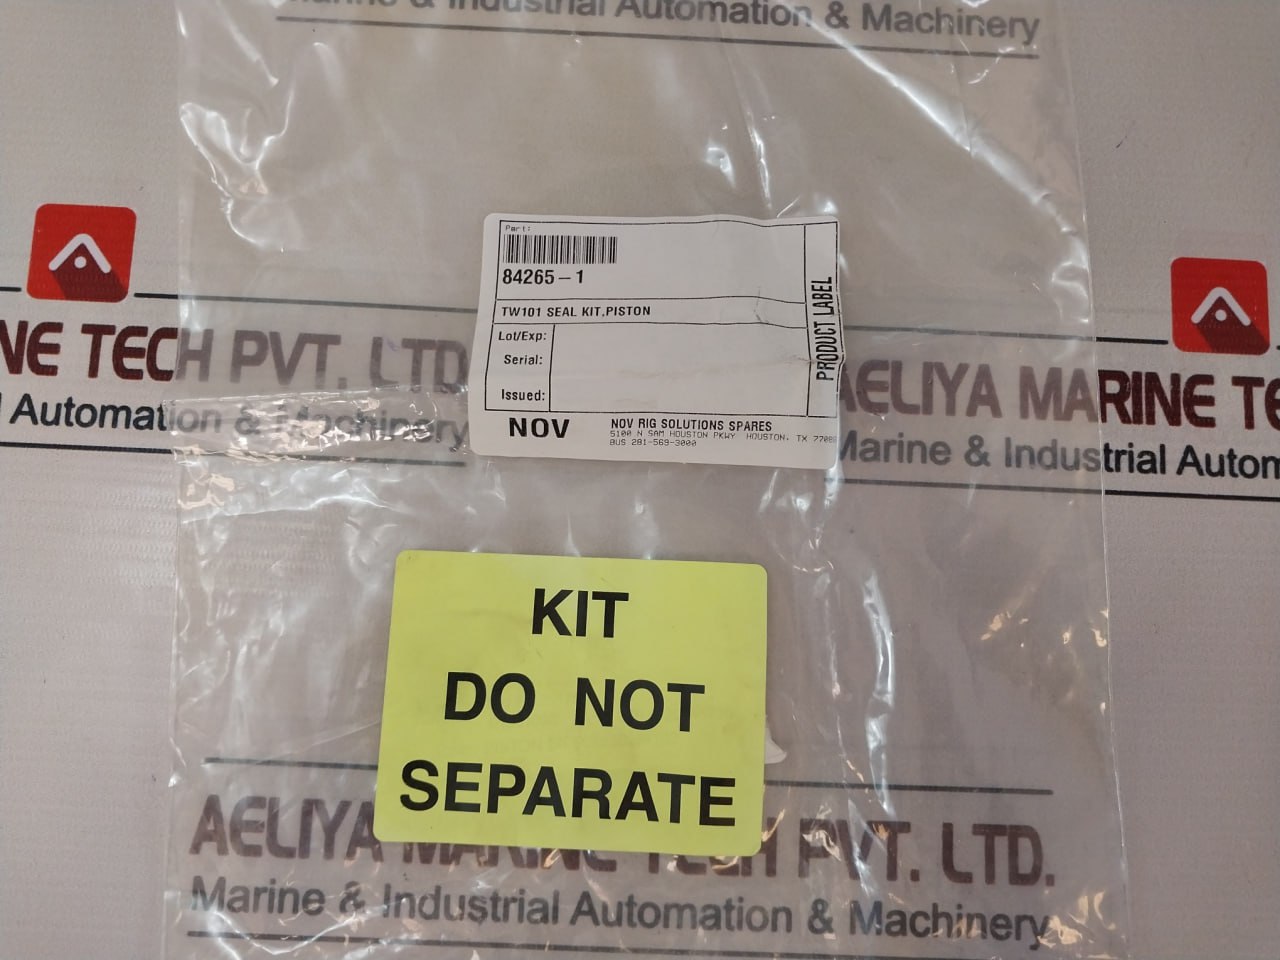 Marine & Industrial Automation & Machinery
Part:
84265-1
TW101 SEAL KIT,PISTON
Lot/Exp:
Serial:
Issued:
PRODUCT LABEL
NOV
NOV RIG SOLUTIONS SPARES
5100 N SAM HOUSTON PKWY HOUSTON, TX
BUS 281-569-3000
NE TECH PVT. LTD
Automation & Machinery
AELIYA MARINE TE
Marine & Industrial Autom
KIT
DO NOT
SEPARATE
AELIYA MARINE TECH PVT. LTD.
Marine & Industrial Automation & Machinery